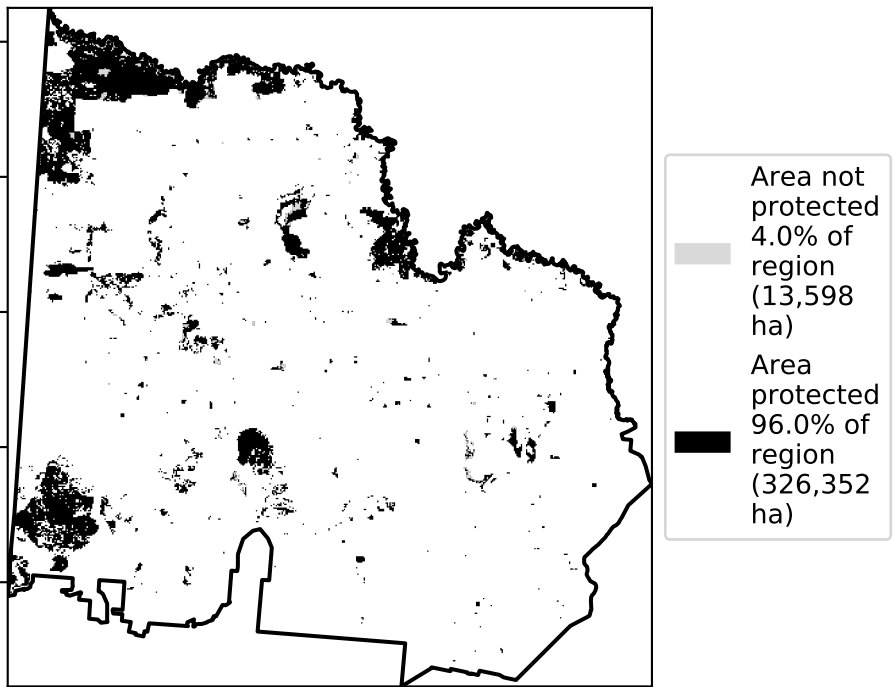 Area not
protected
4.0% of
region
(13,598
ha)
Area
protected
96.0% of
region
(326,352
ha)